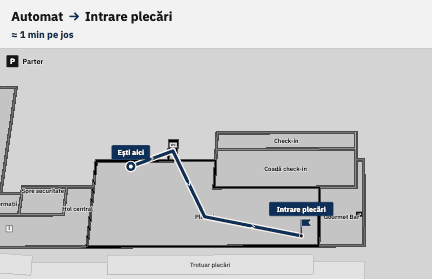 Automat → Intrare plecări
≈ 1 min pe jos
P Parter
Ești aici
Check-in
Coadă check-in
Spre securitate
Hol central
Intrare plecări
Gourmet Bar
Trotuar plecări